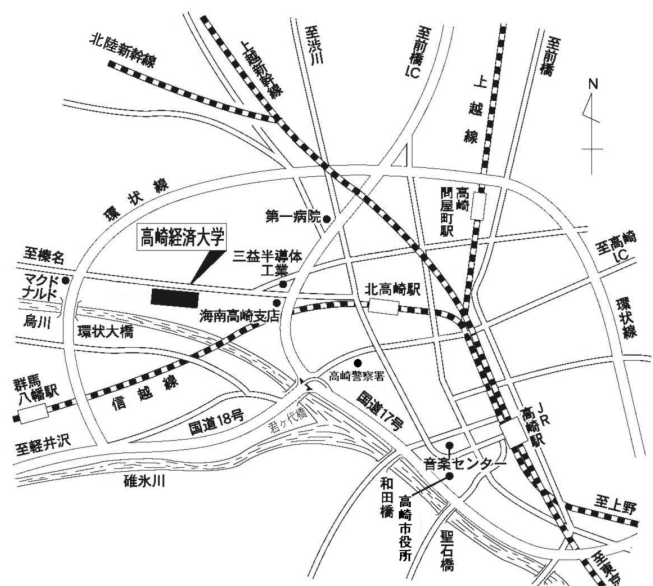 北陸新幹線
上越新幹線
至渋川
至前橋
I.C
上越線
至前橋
N
環状線
第一病院
高崎
問屋町駅
高崎経済大学
三益半導体
工業
至榛名
マクド
ナルド
至高崎
I.C
北高崎駅
海南高崎支店
烏川
環状大橋
環状線
高崎警察署
群馬
八幡駅
信越線
国道18号
君ヶ代橋
国道17号
JR
高崎駅
至軽井沢
碓氷川
音楽センター
和田橋
高崎市役所
聖石橋
至上野
至東京